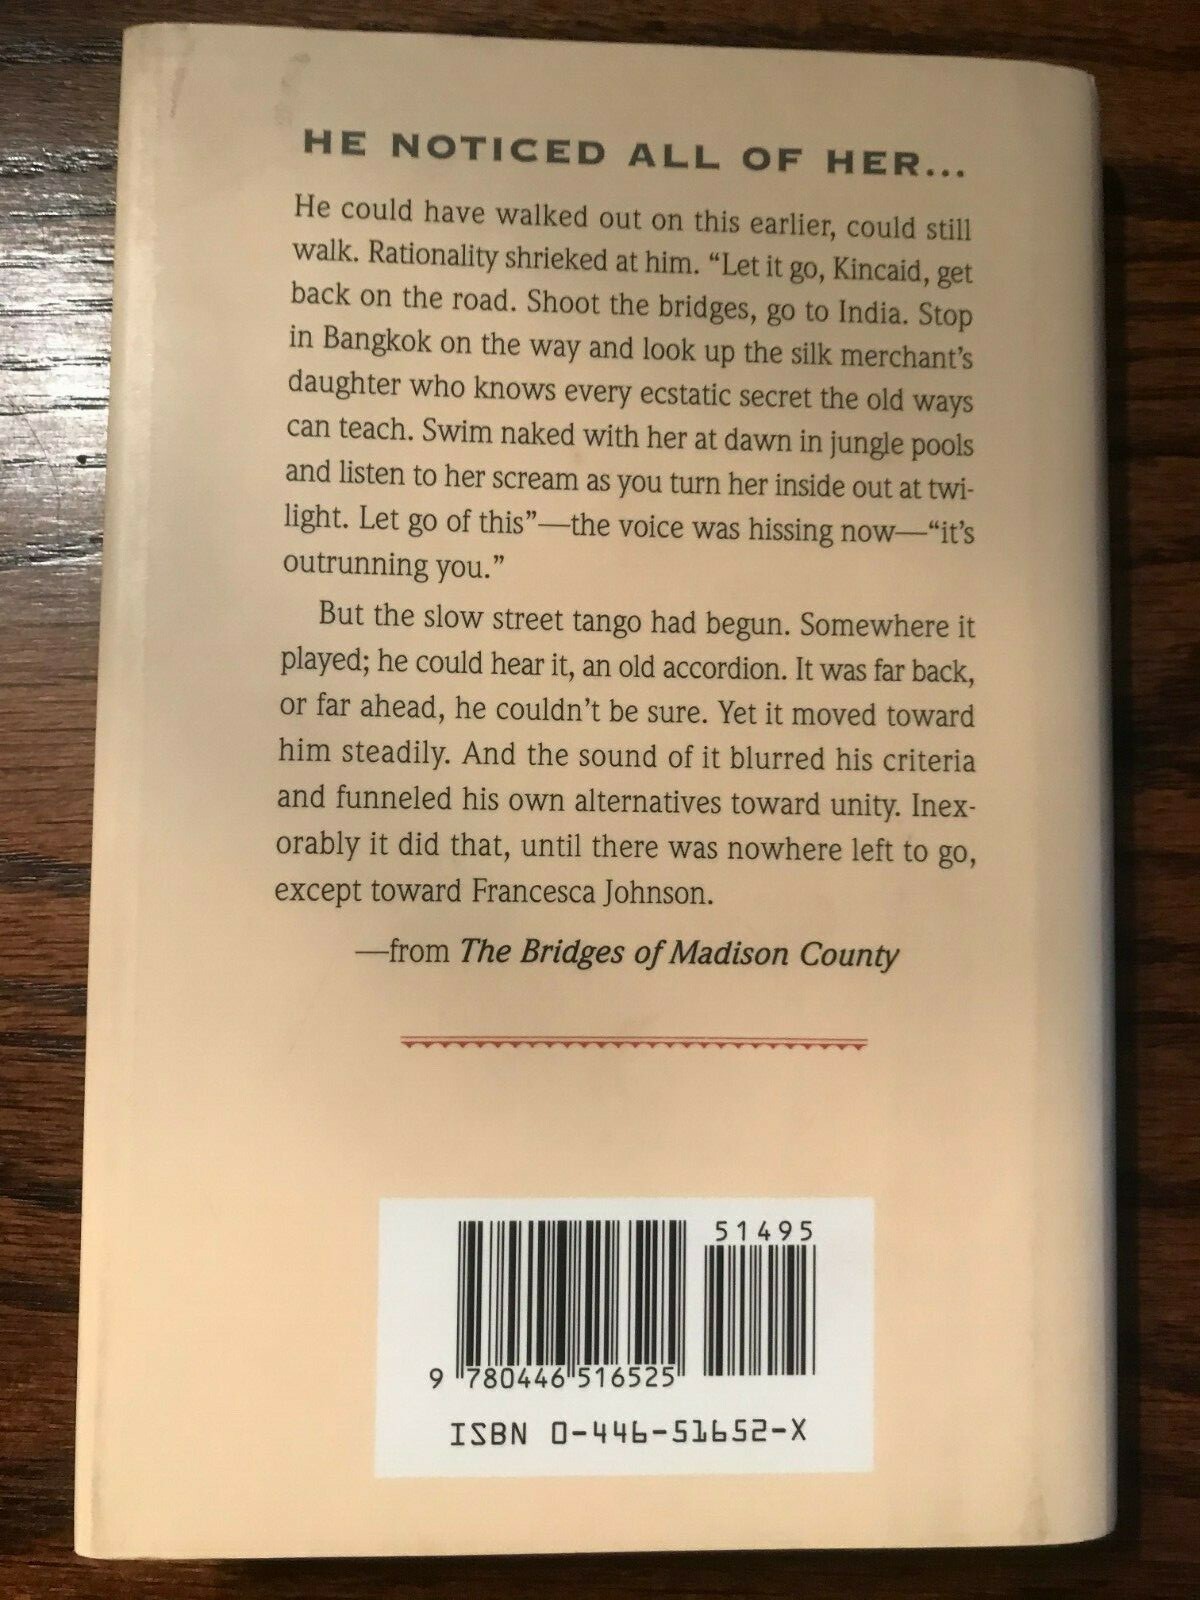 HE NOTICED ALL OF HER...
He could have walked out on this earlier, could still
walk. Rationality shrieked at him. “Let it go, Kincaid, get
back on the road. Shoot the bridges, go to India. Stop
in Bangkok on the way and look up the silk merchant’s
daughter who knows every ecstatic secret the old ways
can teach. Swim naked with her at dawn in jungle pools
and listen to her scream as you turn her inside out at twi-
light. Let go of this”—the voice was hissing now—“it’s
outrunning you.”
But the slow street tango had begun. Somewhere it
played; he could hear it, an old accordion. It was far back,
or far ahead, he couldn’t be sure. Yet it moved toward
him steadily. And the sound of it blurred his criteria
and funneled his own alternatives toward unity. Inex-
orably it did that, until there was nowhere left to go,
except toward Francesca Johnson.
—from The Bridges of Madison County
51495
9 780446 516525
ISBN 0-446-51652-X